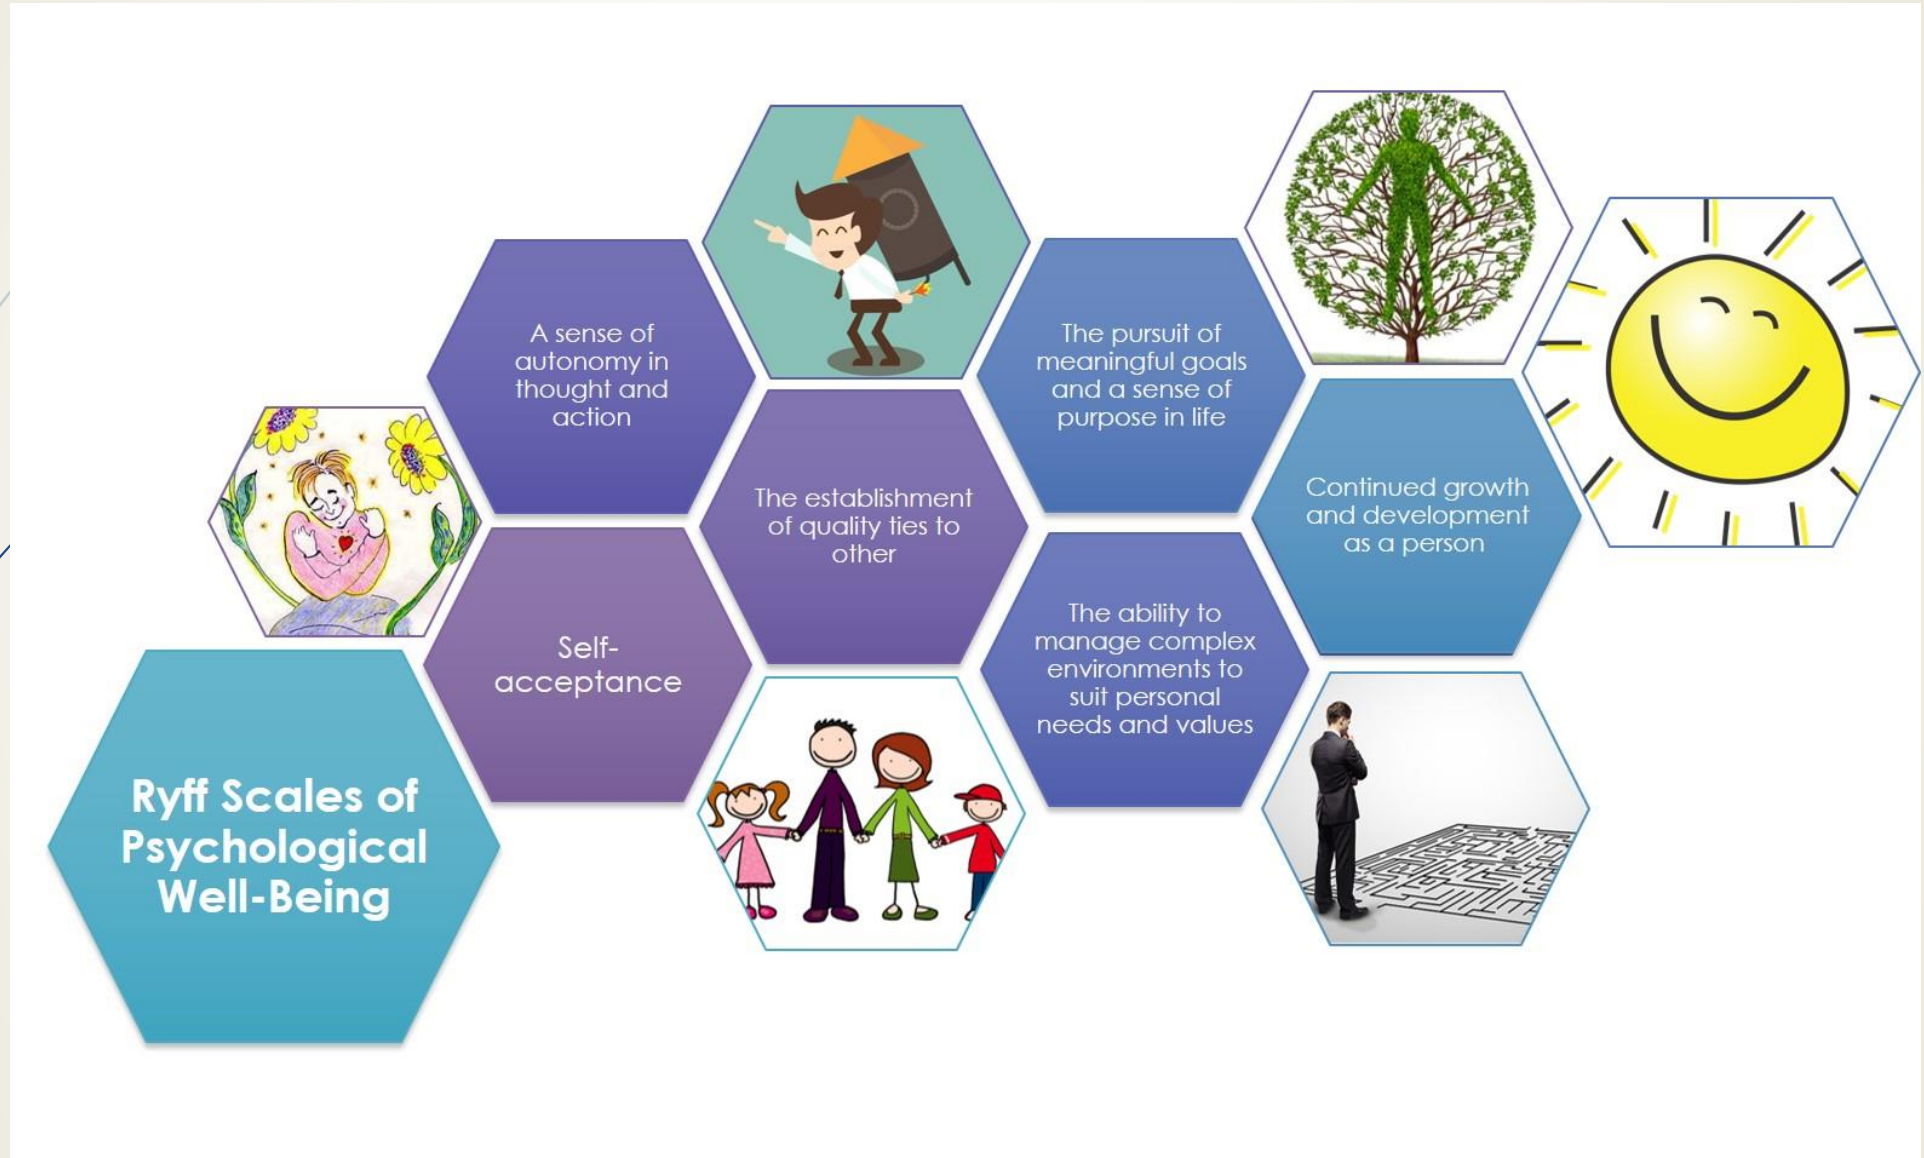 Ryff Scales of
Psychological
Well-Being
Self-
acceptance
A sense of
autonomy in
thought and
action
The establishment
of quality ties to
other
The pursuit of
meaningful goals
and a sense of
purpose in life
The ability to
manage complex
environments to
suit personal
needs and values
Continued growth
and development
as a person